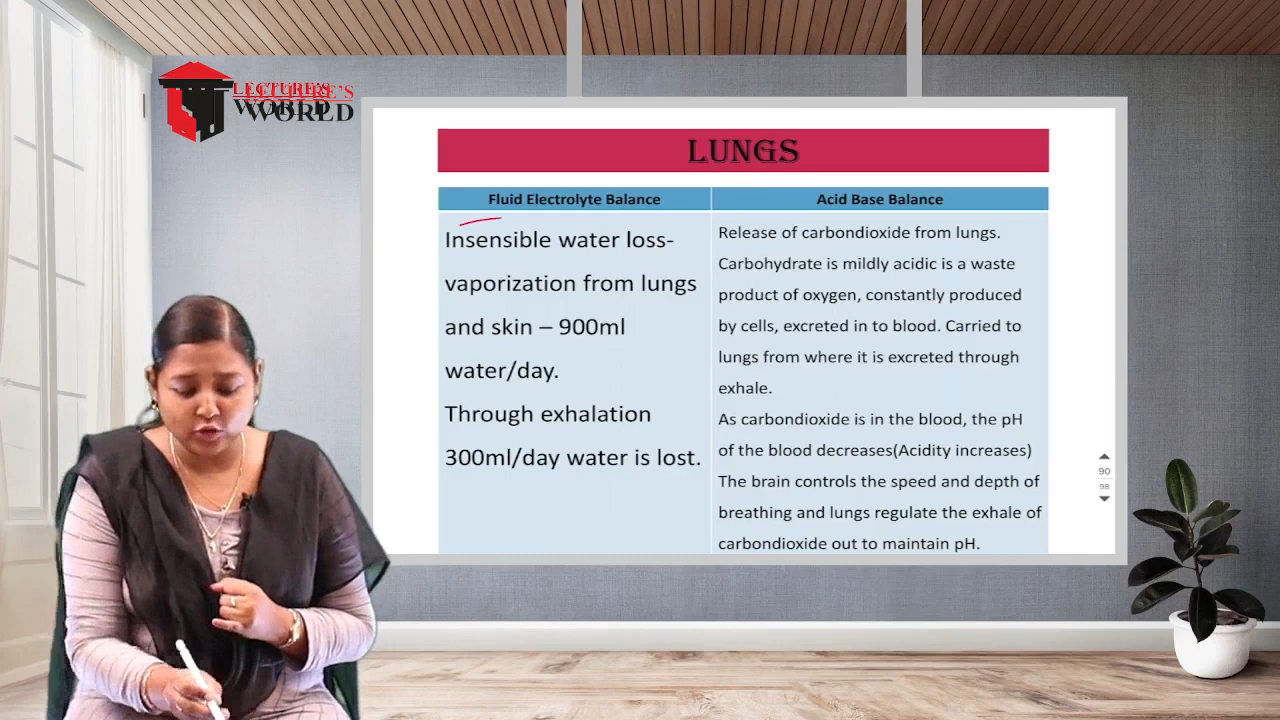 LECTURE'S
WORLD
LUNGS
Fluid Electrolyte Balance
Acid Base Balance
Insensible water loss-
vaporization from lungs
and skin – 900ml
water/day.
Through exhalation
300ml/day water is lost.
Release of carbondioxide from lungs.
Carbohydrate is mildly acidic is a waste
product of oxygen, constantly produced
by cells, excreted in to blood. Carried to
lungs from where it is excreted through
exhale.
As carbondioxide is in the blood, the pH
of the blood decreases(Acidity increases)
The brain controls the speed and depth of
breathing and lungs regulate the exhale of
carbondioxide out to maintain pH.
90
98